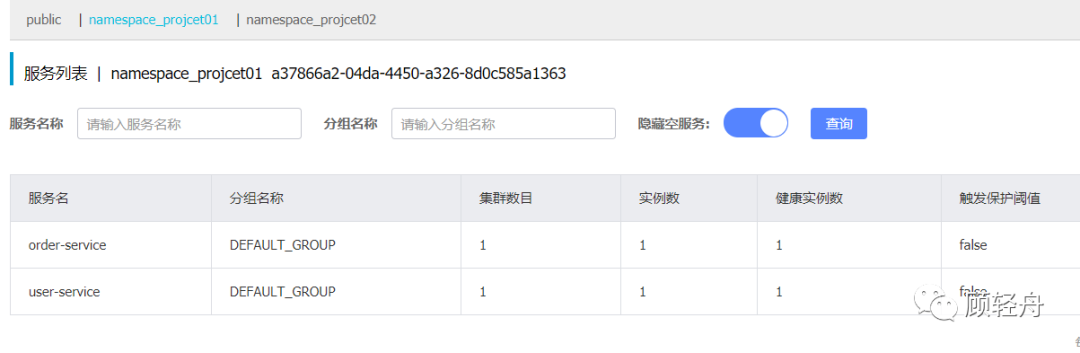 public | namespace_projcet01 | namespace_projcet02
服务列表 | namespace_projcet01 a37866a2-04da-4450-a326-8d0c585a1363
服务名称 请输入服务名称 分组名称 请输入分组名称 隐藏空服务: 查询
服务名 分组名称 集群数目 实例数 健康实例数 触发保护阈值
order-service DEFAULT_GROUP 1 1 1 false
user-service DEFAULT_GROUP 1 1 1 false
顾轻舟